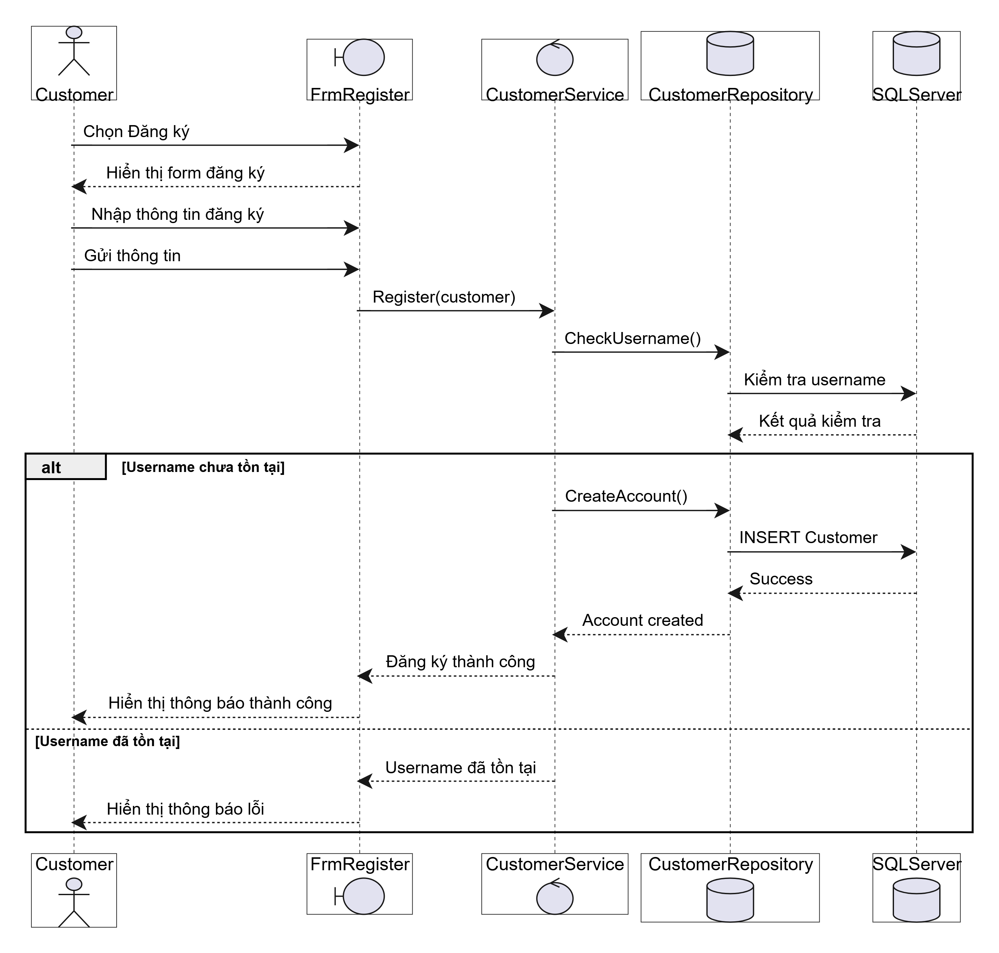 Customer
FrmRegister
CustomerService
CustomerRepository
SQLServer
Chọn Đăng ký
Hiển thị form đăng ký
Nhập thông tin đăng ký
Gửi thông tin
Register(customer)
CheckUsername()
Kiểm tra username
Kết quả kiểm tra
alt
[Username chưa tồn tại]
CreateAccount()
INSERT Customer
Success
Account created
Đăng ký thành công
Hiển thị thông báo thành công
[Username đã tồn tại]
Username đã tồn tại
Hiển thị thông báo lỗi
Customer
FrmRegister
CustomerService
CustomerRepository
SQLServer